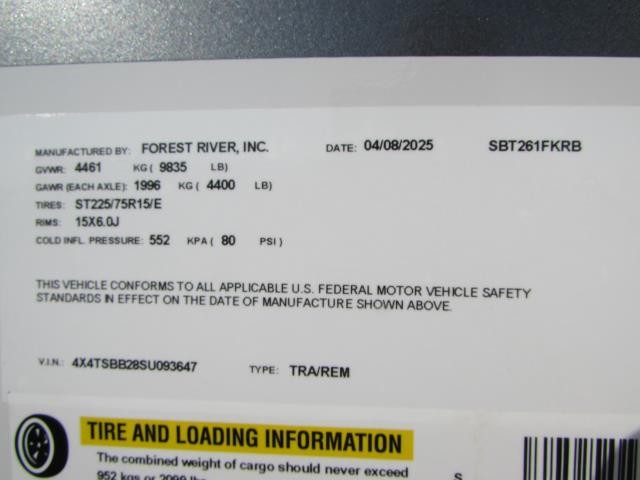 MANUFACTURED BY: FOREST RIVER, INC. DATE: 04/08/2025 SBT261FKRB
GVWR: 4461 KG ( 9835 LB)
GAWR (EACH AXLE): 1996 KG ( 4400 LB)
TIRES: ST225/75R15/E
RIMS: 15X6.0J
COLD INFL. PRESSURE: 552 KPA ( 80 PSI )
THIS VEHICLE CONFORMS TO ALL APPLICABLE U.S. FEDERAL MOTOR VEHICLE SAFETY
STANDARDS IN EFFECT ON THE DATE OF MANUFACTURE SHOWN ABOVE.
V.I.N.: 4X4TSBB28SU093647 TYPE: TRA/REM
TIRE AND LOADING INFORMATION
The combined weight of cargo should never exceed
952 kgs or 2099 lbs
S